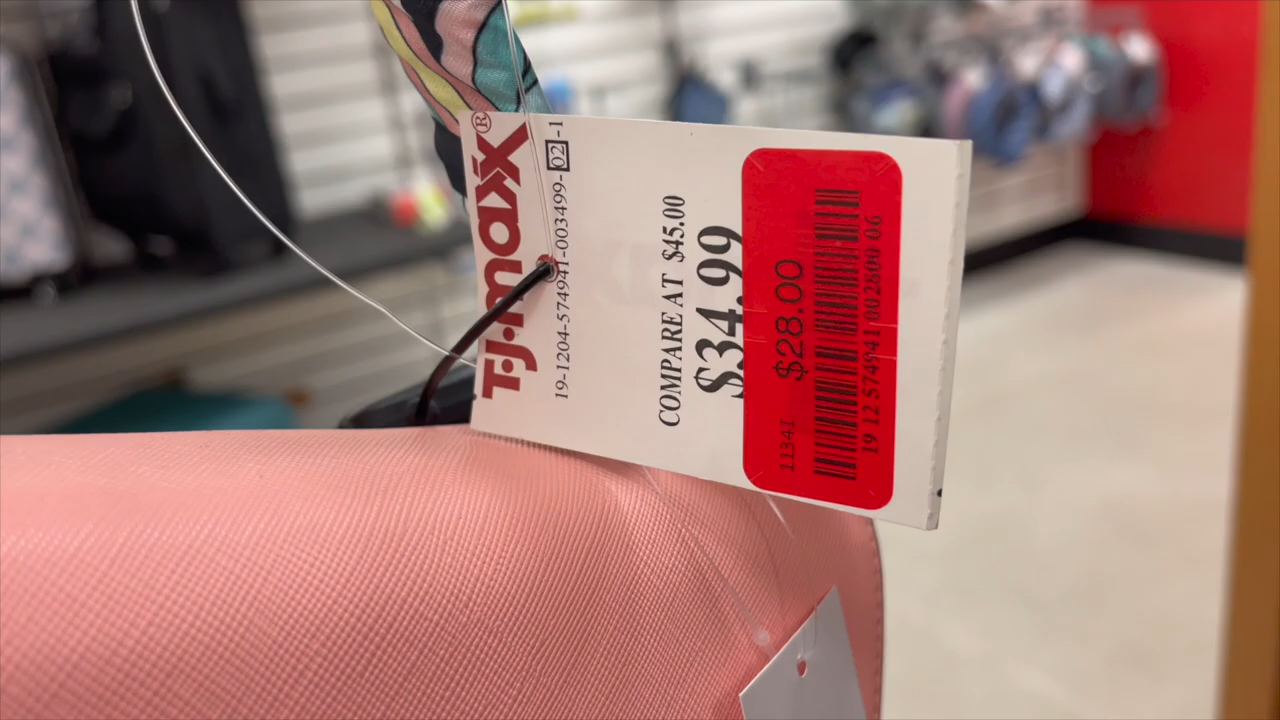 T·J·maxx®
19-1204-574941-003499-02-1
COMPARE AT $45.00
$34.99
11341 $28.00
19 12 574941 002800 06